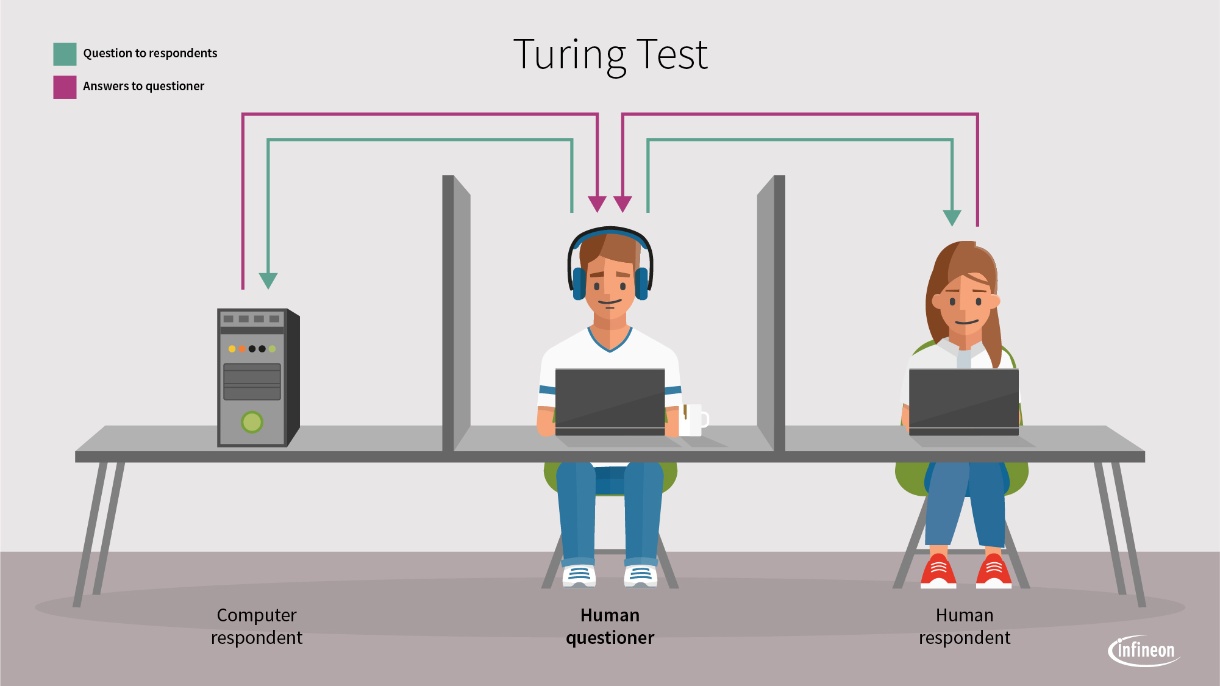 Turing Test
Question to respondents
Answers to questioner
Computer
respondent
Human
questioner
Human
respondent
infineon